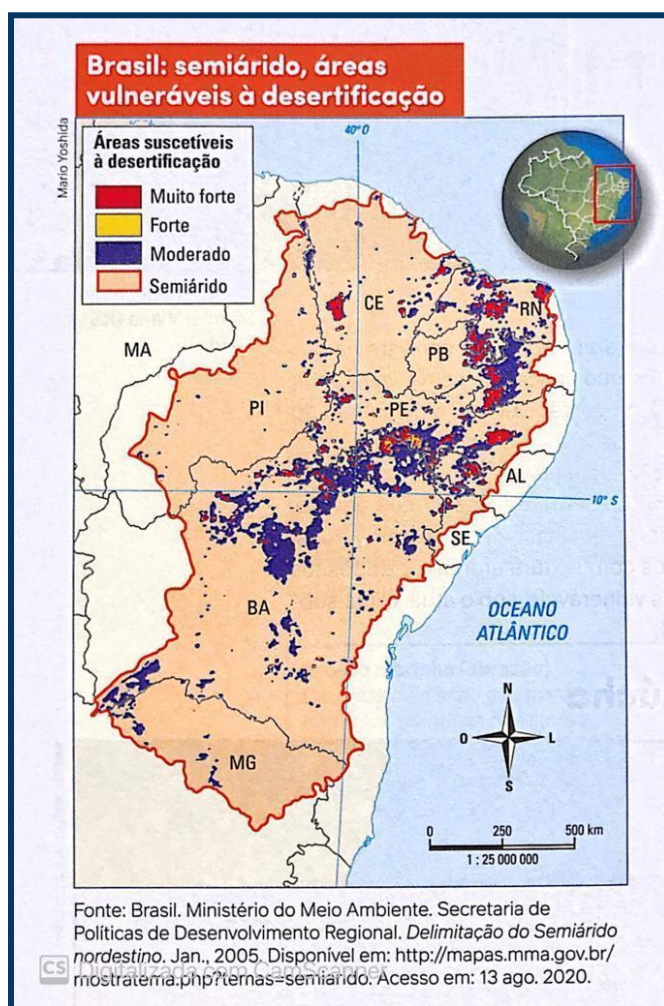 Brasil: semiárido, áreas
vulneráveis à desertificação
Mario Yoshida
Áreas suscetíveis
à desertificação
Muito forte
Forte
Moderado
Semiárido
40° O
CE
RN
MA
PB
PI
PE
AL
10° S
SE
BA
OCEANO
ATLÂNTICO
N
O
L
S
MG
0 250 500 km
1 : 25 000 000
Fonte: Brasil. Ministério do Meio Ambiente. Secretaria de
Políticas de Desenvolvimento Regional. Delimitação do Semiárido
nordestino. Jan., 2005. Disponível em: http://mapas.mma.gov.br/
mostratema.php?temas=semiarido. Acesso em: 13 ago. 2020.
CS Digitalizada com CamScanner